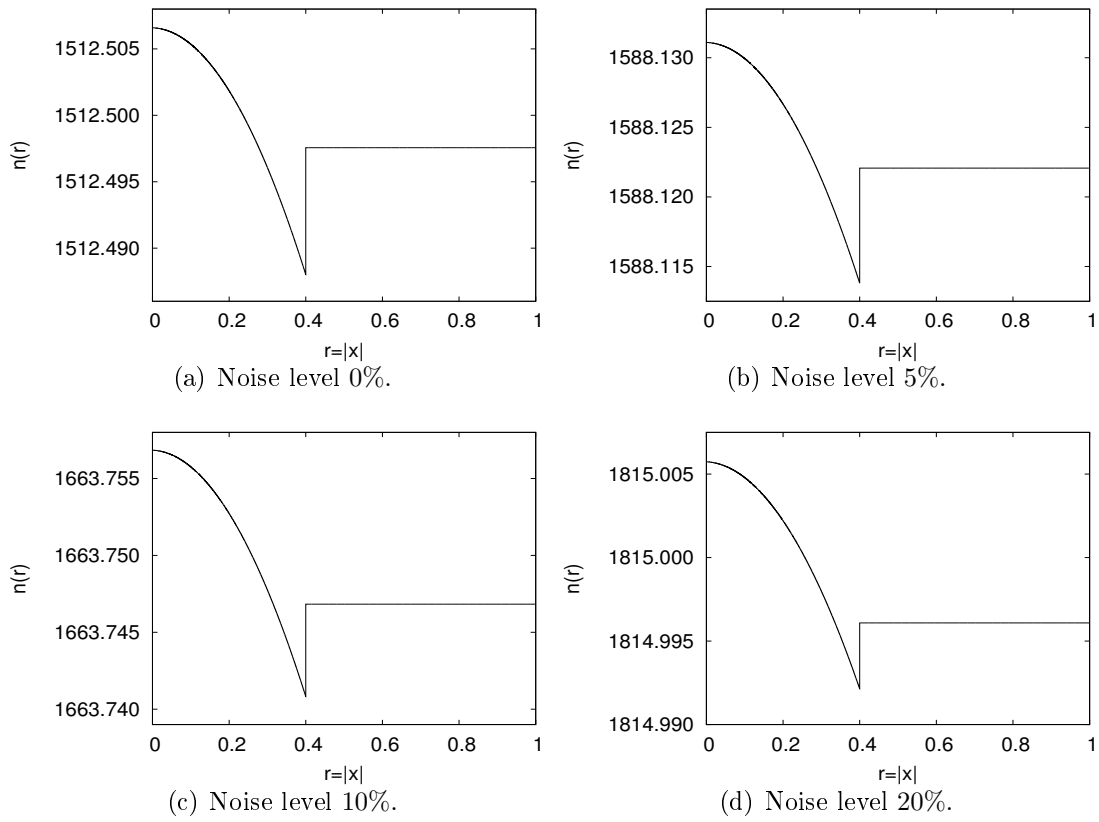 1512.505
1512.500
1512.495
1512.490
n(r)
0 0.2 0.4 0.6 0.8 1
r=|x|
(a) Noise level 0%.
1588.130
1588.125
1588.120
1588.115
n(r)
0 0.2 0.4 0.6 0.8 1
r=|x|
(b) Noise level 5%.
1663.755
1663.750
1663.745
1663.740
n(r)
0 0.2 0.4 0.6 0.8 1
r=|x|
(c) Noise level 10%.
1815.005
1815.000
1814.995
1814.990
n(r)
0 0.2 0.4 0.6 0.8 1
r=|x|
(d) Noise level 20%.